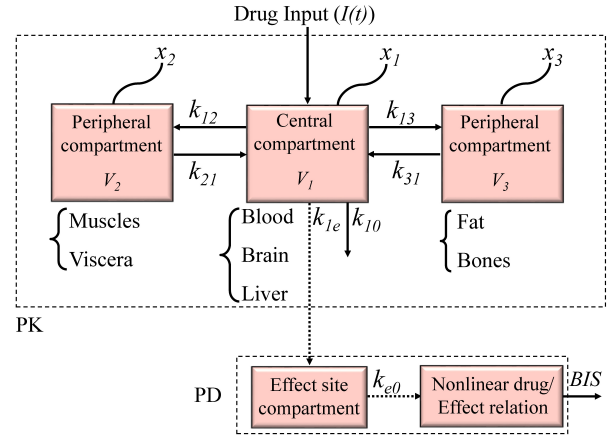 Drug Input (I(t))
x2
x1
x3
Peripheral
compartment
V2
k12
k21
Central
compartment
V1
k13
k31
Peripheral
compartment
V3
Muscles
Viscera
Blood
Brain
Liver
k1e
k10
Fat
Bones
PK
PD
Effect site
compartment
ke0
Nonlinear drug/
Effect relation
BIS